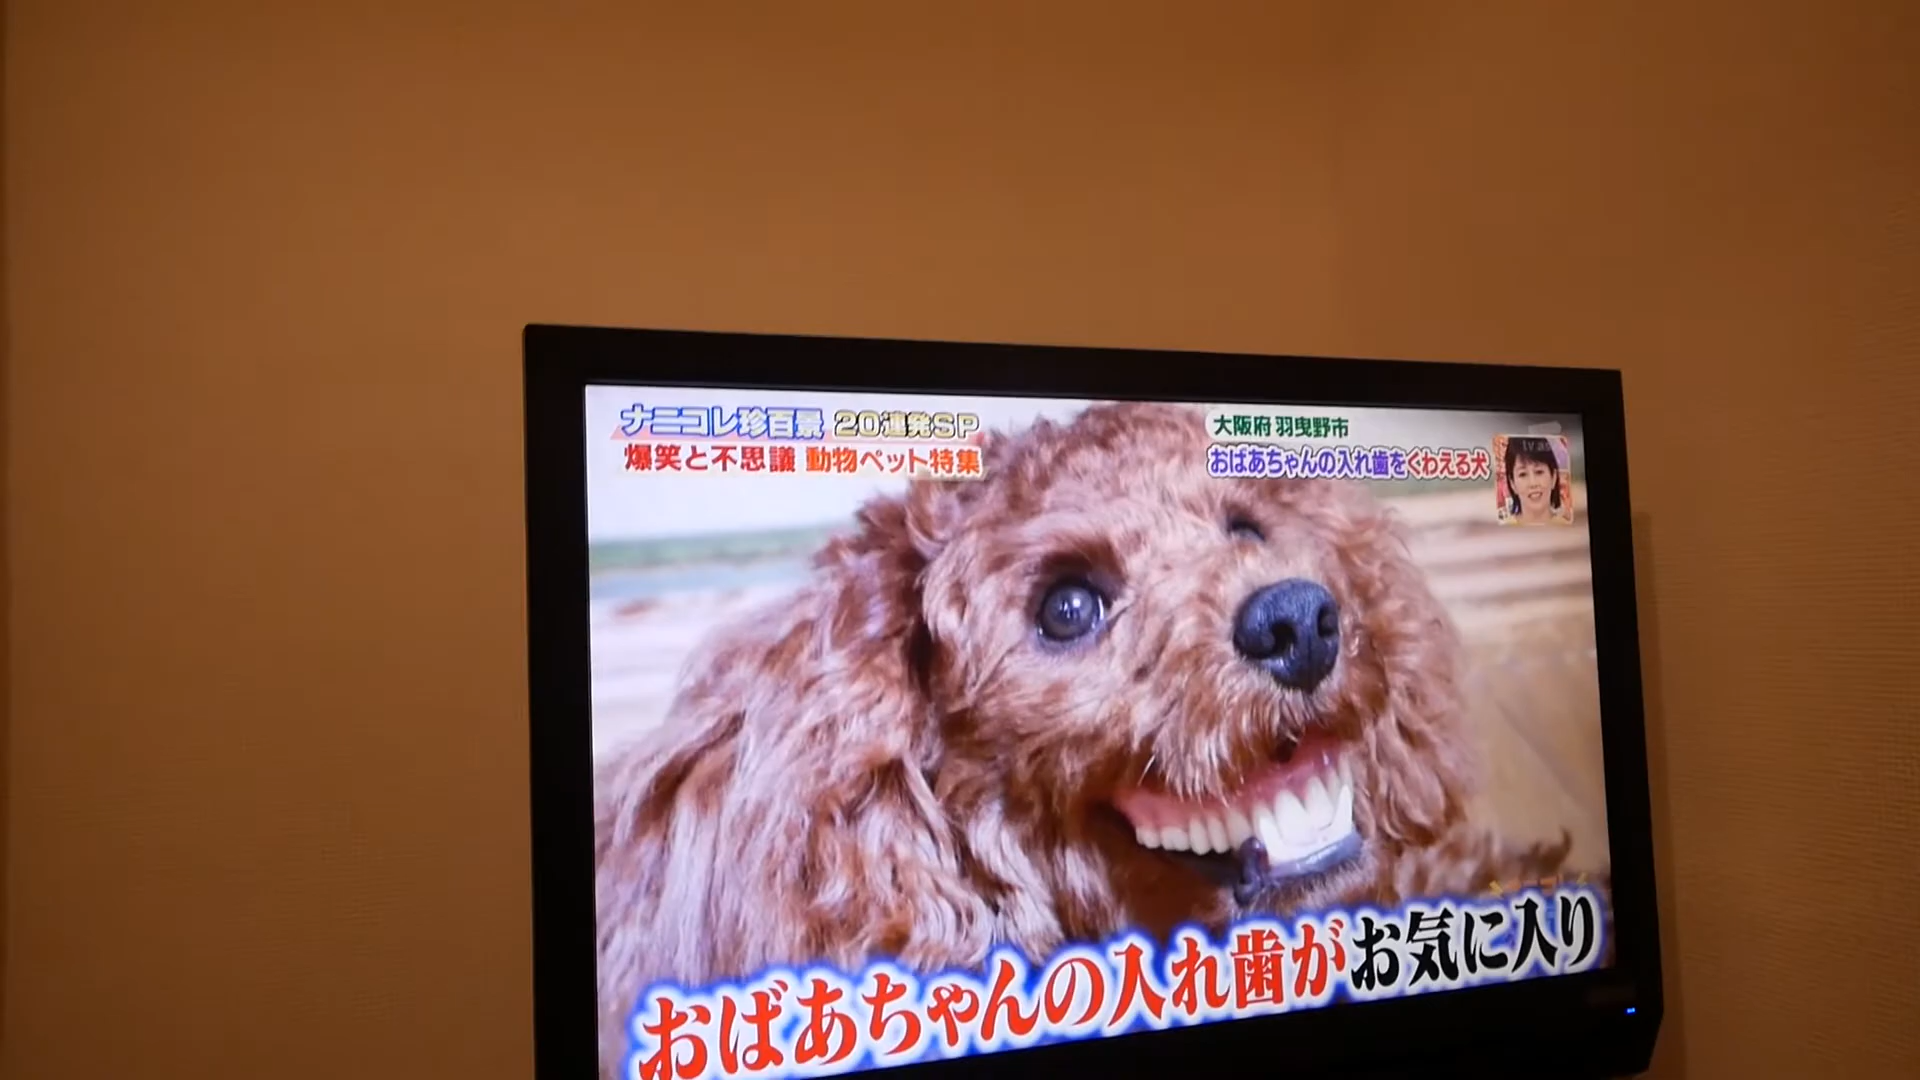 ナニコレ珍百景 20連発SP
爆笑と不思議 動物ペット特集
大阪府 羽曳野市
おばあちゃんの入れ歯をくわえる犬
おばあちゃんの入れ歯がお気に入り